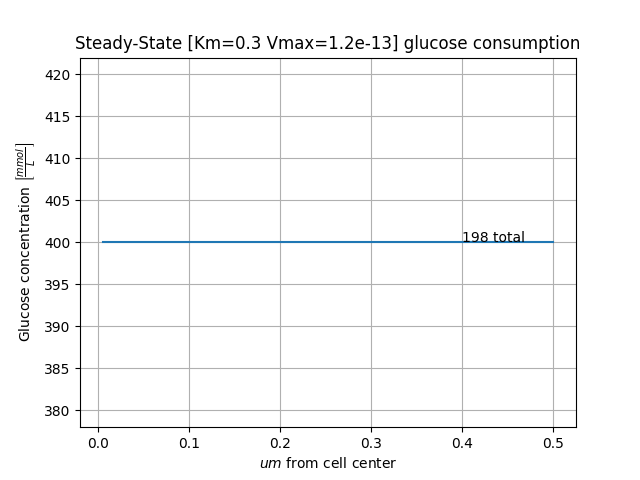 Steady-State [Km=0.3 Vmax=1.2e-13] glucose consumption
420
415
410
405
400
395
390
385
380
Glucose concentration [mmol/L]
198 total
0.0 0.1 0.2 0.3 0.4 0.5
um from cell center